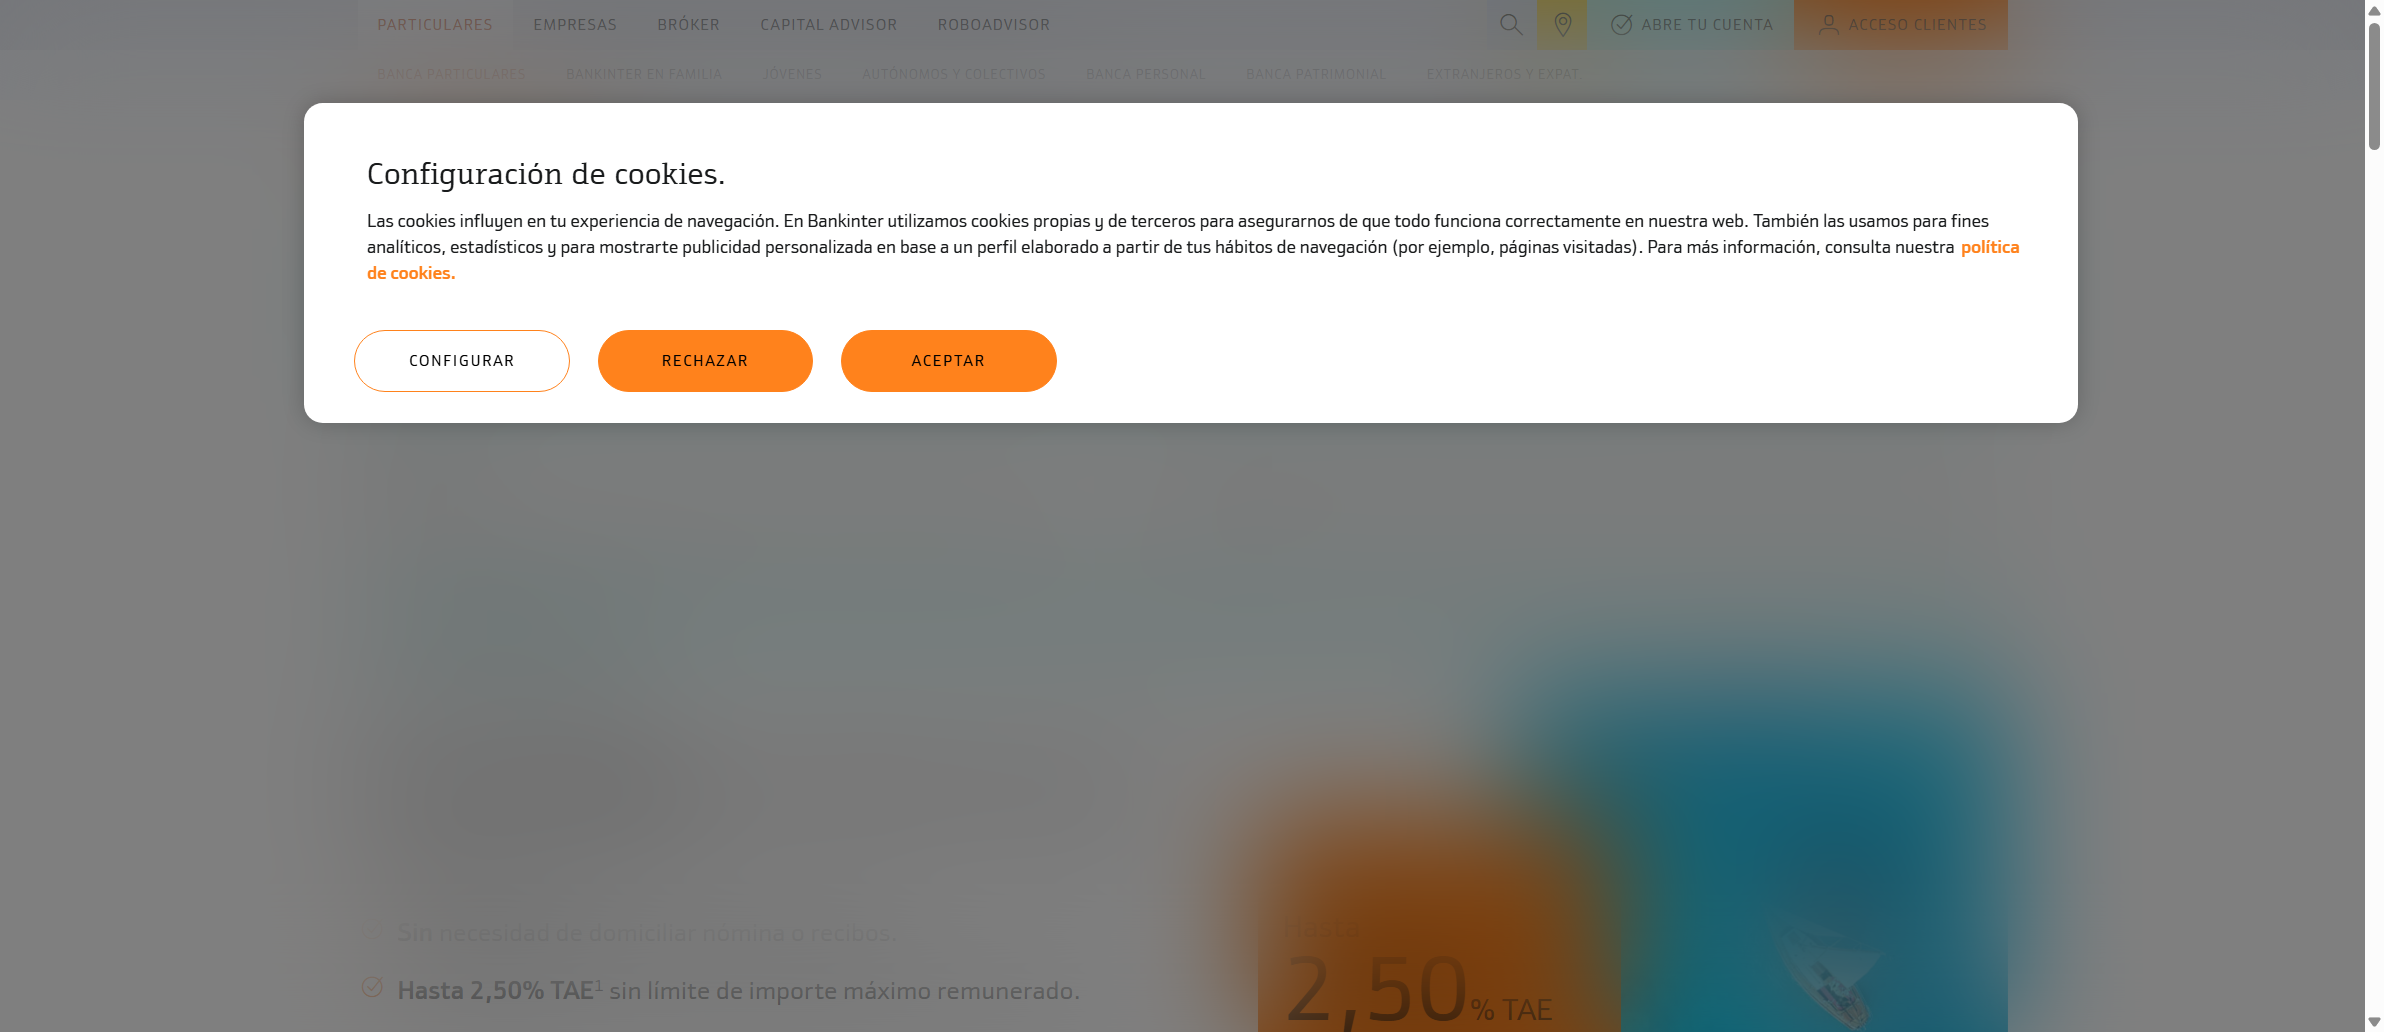 PARTICULARES EMPRESAS BRÓKER CAPITAL ADVISOR ROBOADVISOR ABRE TU CUENTA ACCESO CLIENTES
BANCA PARTICULARES BANKINTER EN FAMILIA JÓVENES AUTÓNOMOS Y COLECTIVOS BANCA PERSONAL BANCA PATRIMONIAL EXTRANJEROS Y EXPAT
Configuración de cookies.
Las cookies influyen en tu experiencia de navegación. En Bankinter utilizamos cookies propias y de terceros para asegurarnos de que todo funciona correctamente en nuestra web. También las usamos para fines
analíticos, estadísticos y para mostrarte publicidad personalizada en base a un perfil elaborado a partir de tus hábitos de navegación (por ejemplo, páginas visitadas). Para más información, consulta nuestra política
de cookies.
CONFIGURAR RECHAZAR ACEPTAR
Sin necesidad de domiciliar nómina o recibos.
Hasta 2,50% TAE¹ sin límite de importe máximo remunerado.
Hasta
2,50% TAE